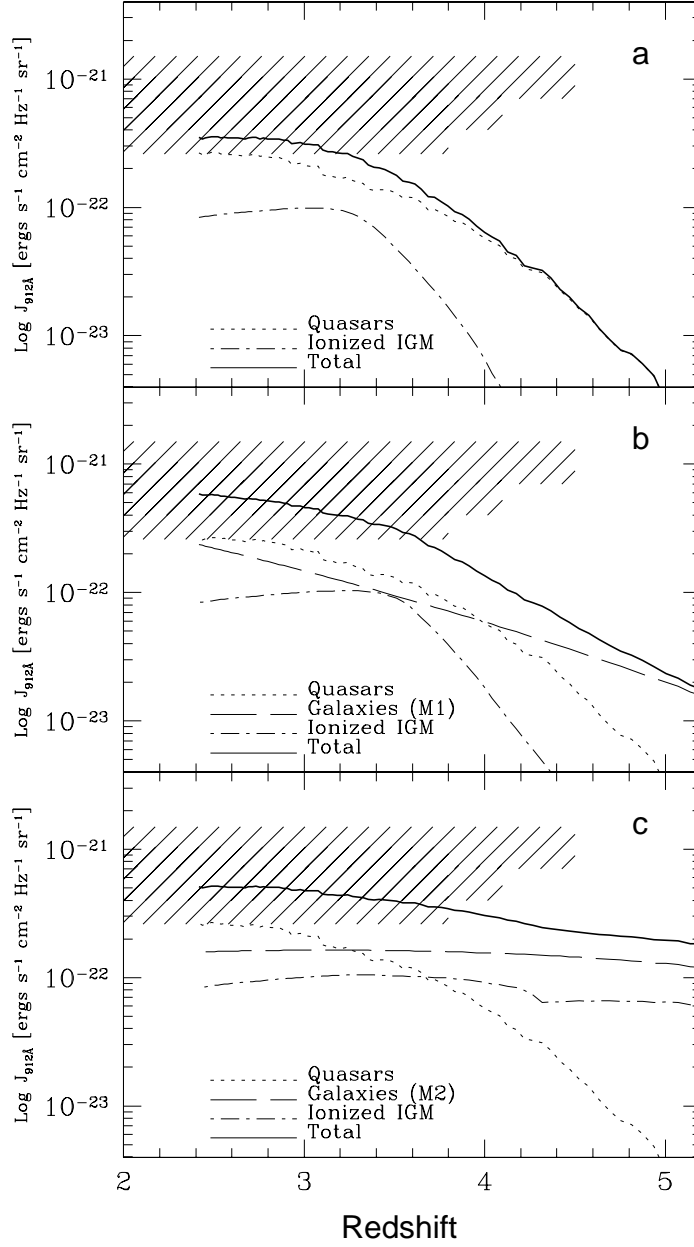 a
10⁻²¹
10⁻²²
10⁻²³
Log J₉₁₂Å [ergs s⁻¹ cm⁻² Hz⁻¹ sr⁻¹]
Quasars
Ionized IGM
Total
b
10⁻²¹
10⁻²²
10⁻²³
Log J₉₁₂Å [ergs s⁻¹ cm⁻² Hz⁻¹ sr⁻¹]
Quasars
Galaxies (M1)
Ionized IGM
Total
c
10⁻²¹
10⁻²²
10⁻²³
Log J₉₁₂Å [ergs s⁻¹ cm⁻² Hz⁻¹ sr⁻¹]
Quasars
Galaxies (M2)
Ionized IGM
Total
2 3 4 5
Redshift